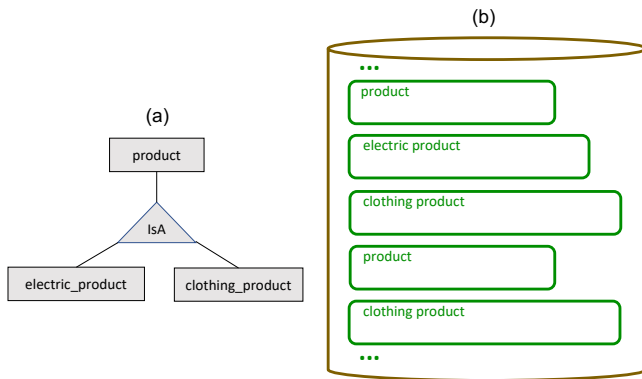 (a)
product
IsA
electric_product
clothing_product
(b)
...
product
electric product
clothing product
product
clothing product
...